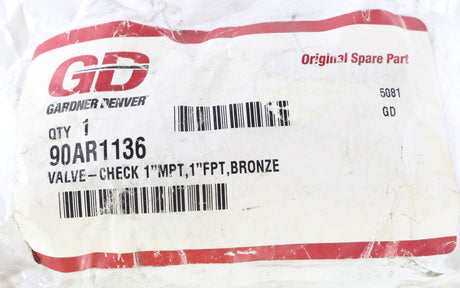 GD
GARDNER DENVER
Original Spare Part
5081
GD
QTY 1
90AR1136
VALVE-CHECK 1"MPT,1"FPT,BRONZE